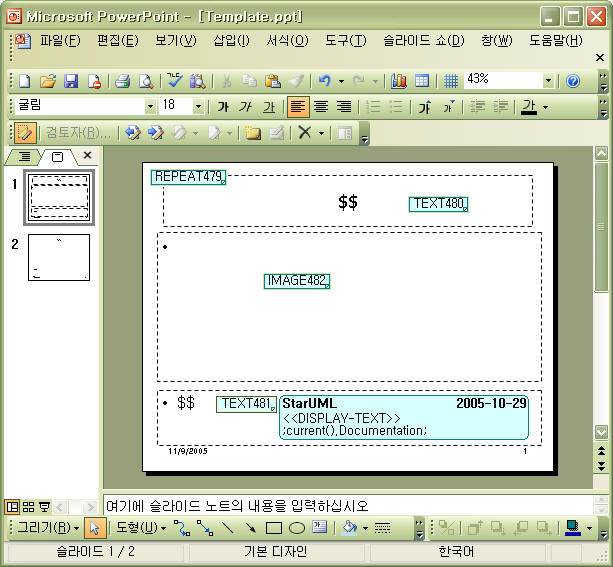 Microsoft PowerPoint - [Template.ppt]
파일(F) 편집(E) 보기(V) 삽입(I) 서식(O) 도구(T) 슬라이드 쇼(D) 창(W) 도움말(H)
43%
굴림 18 가 가 가 가 가 가
검토자(R)...
1
2
REPEAT479
$$ TEXT480
IMAGE482
• $$ TEXT481 StarUML 2005-10-29
<<DISPLAY-TEXT>>
;current(),Documentation;
11/9/2005 1
여기에 슬라이드 노트의 내용을 입력하십시오
그리기(R) 도형(U)
슬라이드 1 / 2 기본 디자인 한국어